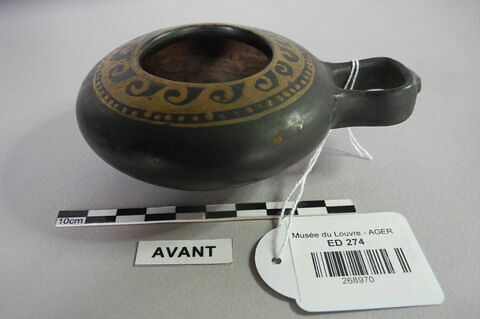 10cm
AVANT
Musée du Louvre - AGER
ED 274
268970